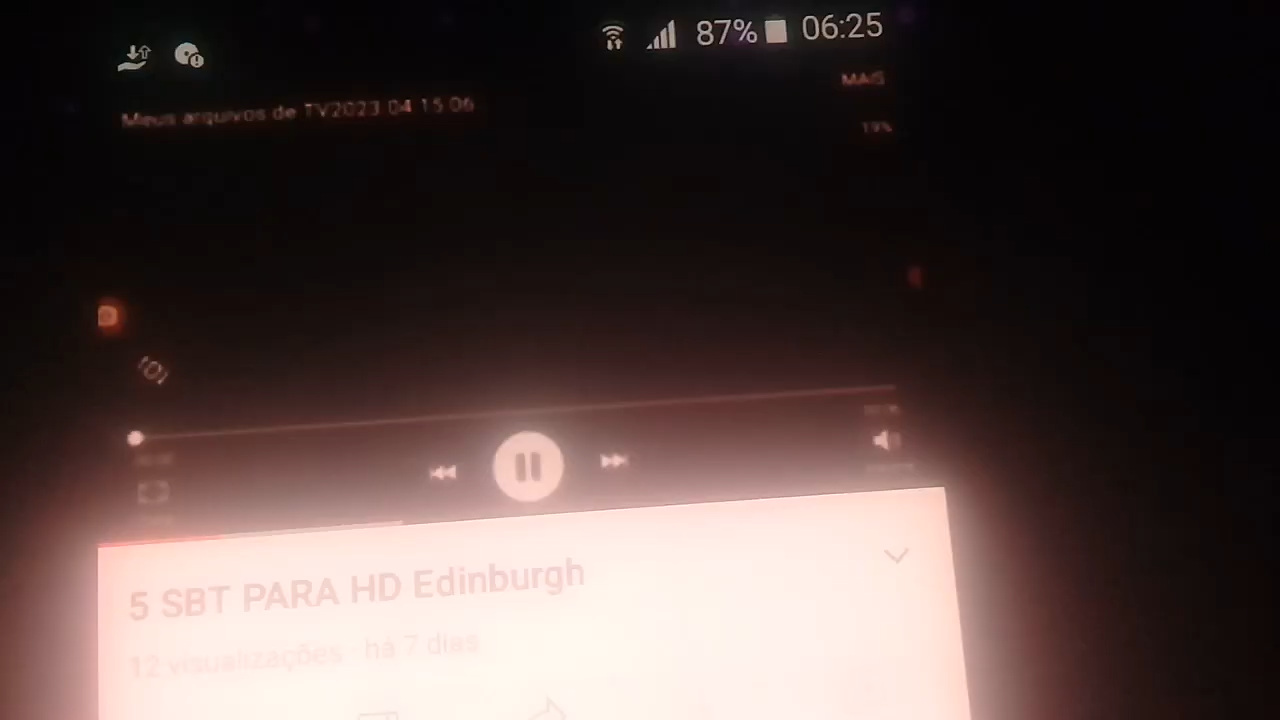 87% 06:25
MAIS
Meus arquivos de TV2023 04 15 06
19%
5 SBT PARA HD Edinburgh
12 visualizações · há 7 dias